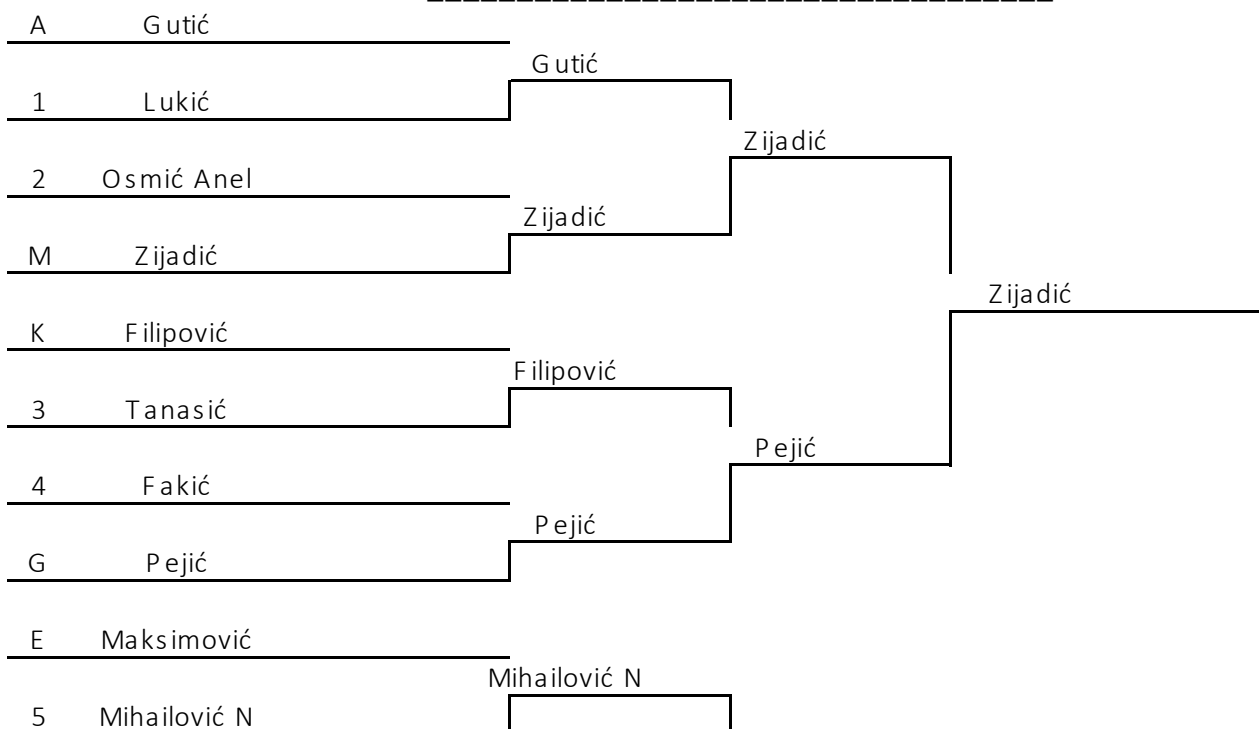 A Gutić
Gutić
1 Lukić
Zijadić
2 Osmić Anel
Zijadić
M Zijadić
Zijadić
K Filipović
Filipović
3 Tanasić
Pejić
4 Fakić
Pejić
G Pejić
E Maksimović
Mihailović N
5 Mihailović N